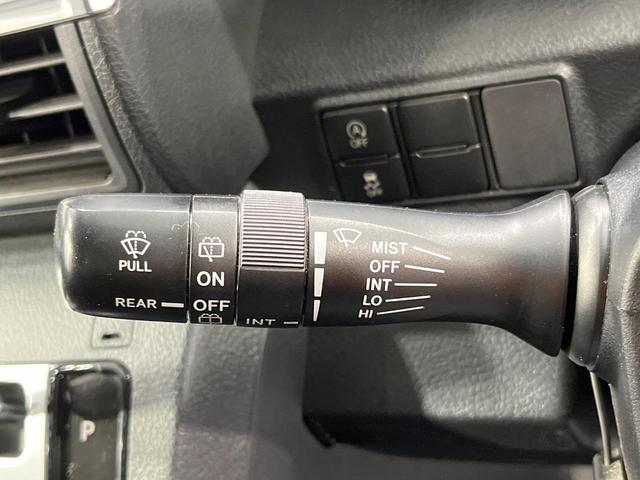 OFF
MIST
PULL
OFF
ON
INT
REAR
OFF
LO
INT
HI
P